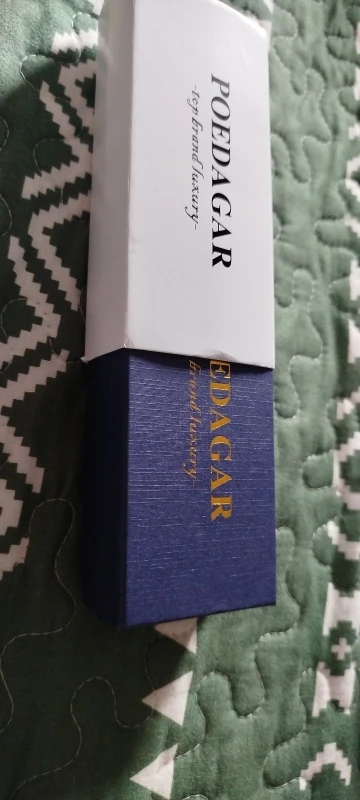 POEDAGAR
-top brand luxury-
EDAGAR
brand luxury-